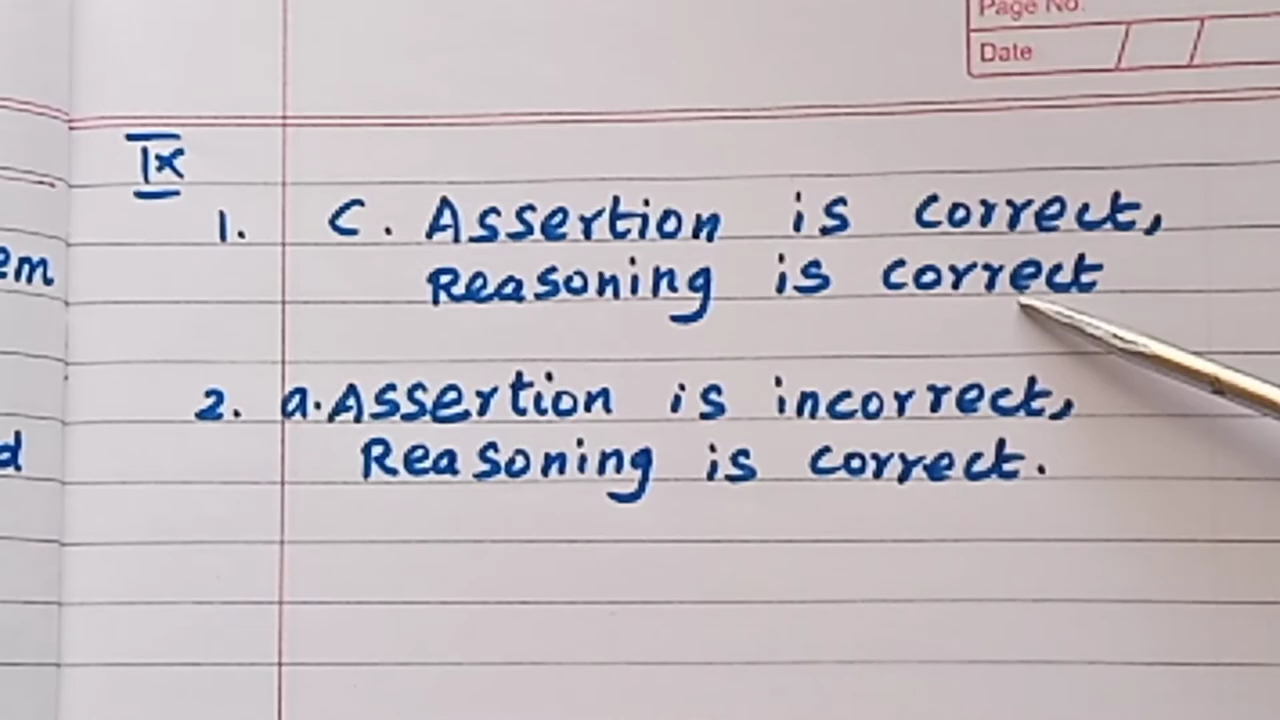 Page No.
Date
IX
em
1. C. Assertion is correct,
Reasoning is correct
2. a. Assertion is incorrect,
d
Reasoning is correct.